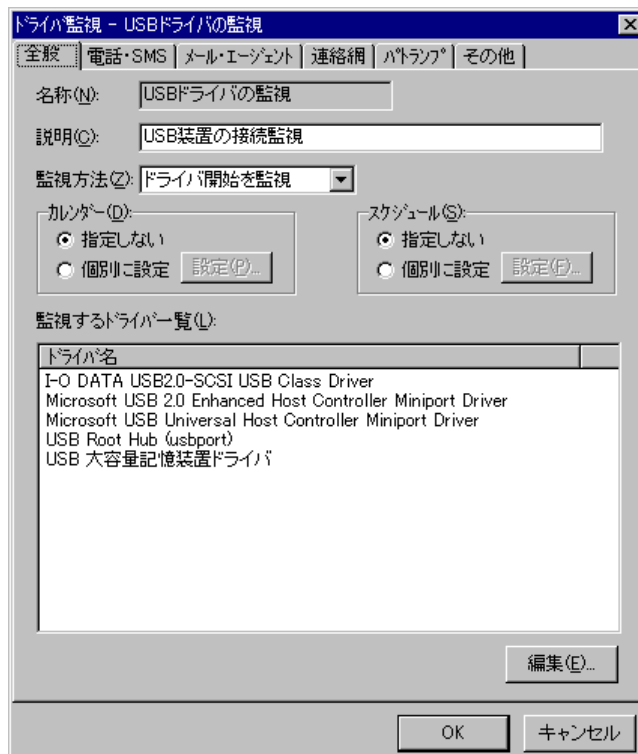 ドライバ監視 - USBドライバの監視
全般 電話・SMS メール・エージェント 連絡網 パトランプ その他
名称(N): USBドライバの監視
説明(C): USB装置の接続監視
監視方法(Z): ドライバ開始を監視
カレンダー(D): スケジュール(S):
指定しない 指定しない
個別に設定 設定(P)... 個別に設定 設定(F)...
監視するドライバ一覧(L):
ドライバ名
I-O DATA USB2.0-SCSI USB Class Driver
Microsoft USB 2.0 Enhanced Host Controller Miniport Driver
Microsoft USB Universal Host Controller Miniport Driver
USB Root Hub (usbport)
USB 大容量記憶装置ドライバ
編集(E)...
OK キャンセル